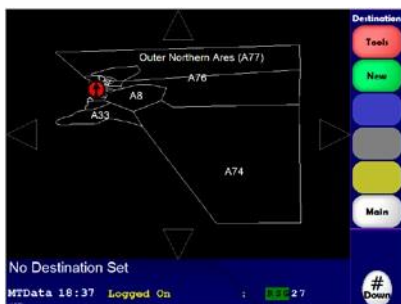 Destination
Tools
Outer Northern Ares (A77)
A76
New
A8
A33
A74
Main
No Destination Set
MTData 18:37 Logged On : RSS 27
#
Down